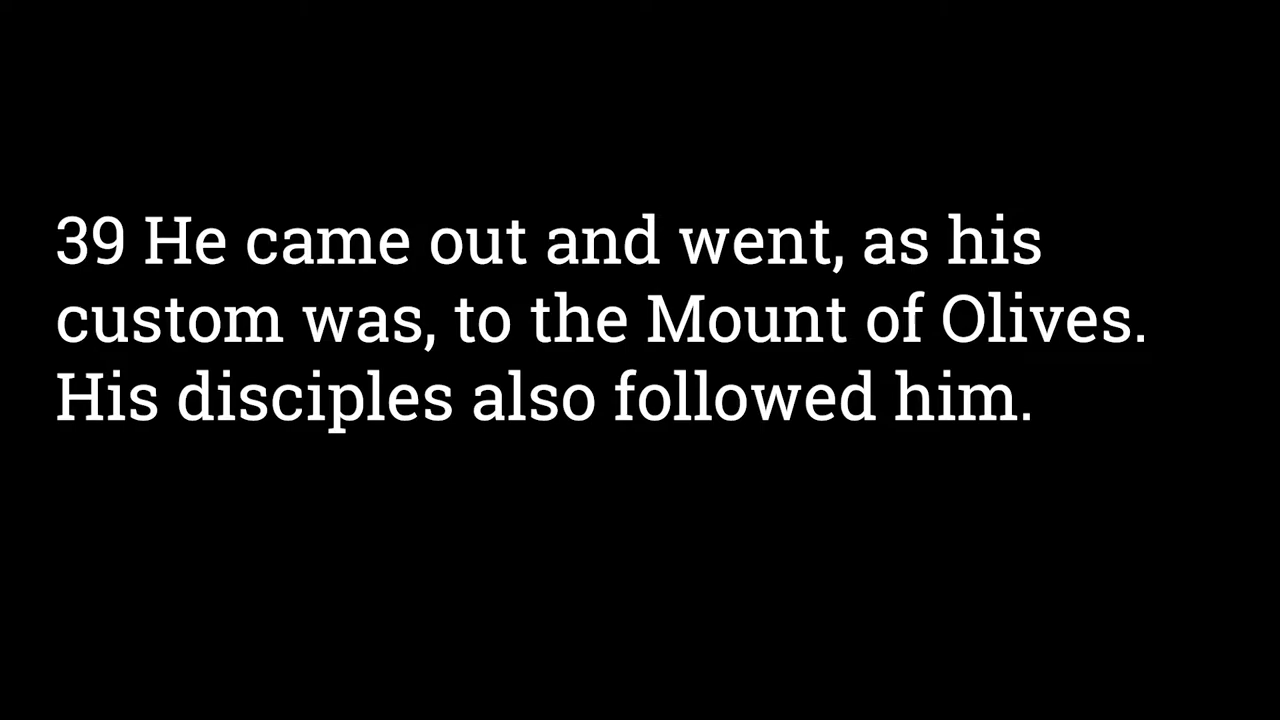 39 He came out and went, as his
custom was, to the Mount of Olives.
His disciples also followed him.